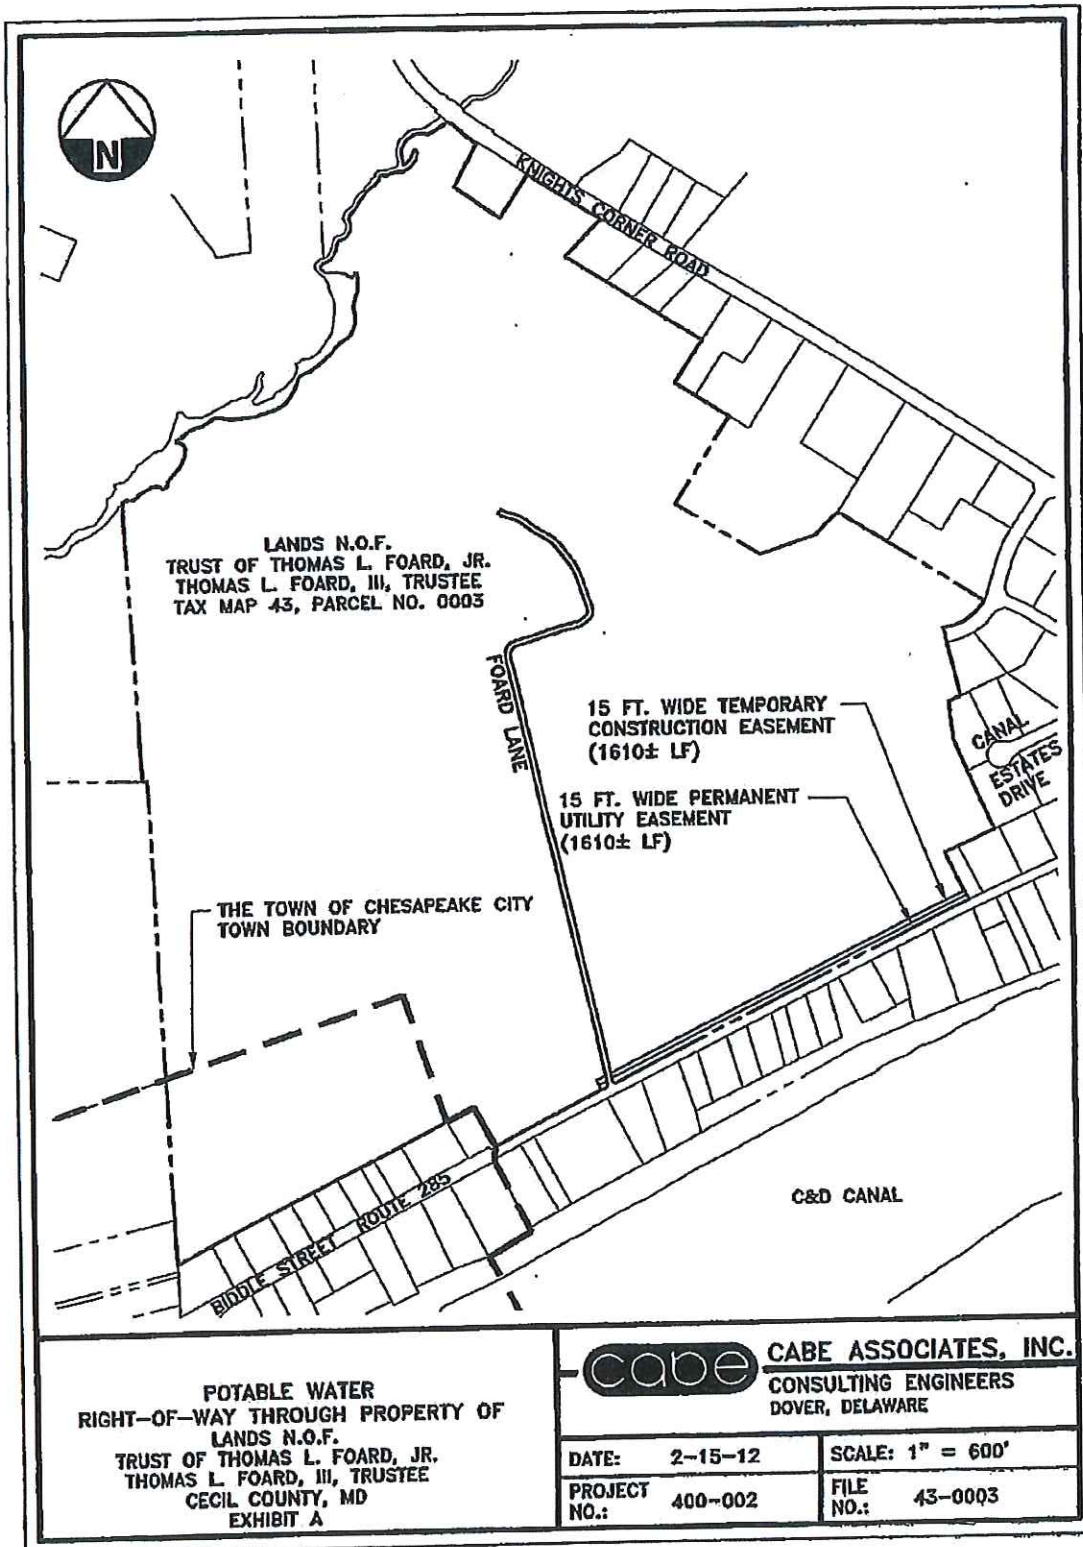 N
KNIGHTS CORNER ROAD
LANDS N.O.F.
TRUST OF THOMAS L. FOARD, JR.
THOMAS L. FOARD, III, TRUSTEE
TAX MAP 43, PARCEL NO. 0003
FOARD LANE
15 FT. WIDE TEMPORARY
CONSTRUCTION EASEMENT
(1610± LF)
CANAL
ESTATES
DRIVE
15 FT. WIDE PERMANENT
UTILITY EASEMENT
(1610± LF)
THE TOWN OF CHESAPEAKE CITY
TOWN BOUNDARY
BIDDLE STREET ROUTE 285
C&D CANAL
POTABLE WATER
RIGHT-OF-WAY THROUGH PROPERTY OF
LANDS N.O.F.
TRUST OF THOMAS L. FOARD, JR.
THOMAS L. FOARD, III, TRUSTEE
CECIL COUNTY, MD
EXHIBIT A
cabe
CABE ASSOCIATES, INC.
CONSULTING ENGINEERS
DOVER, DELAWARE
DATE: 2-15-12
SCALE: 1" = 600'
PROJECT NO.: 400-002
FILE NO.: 43-0003